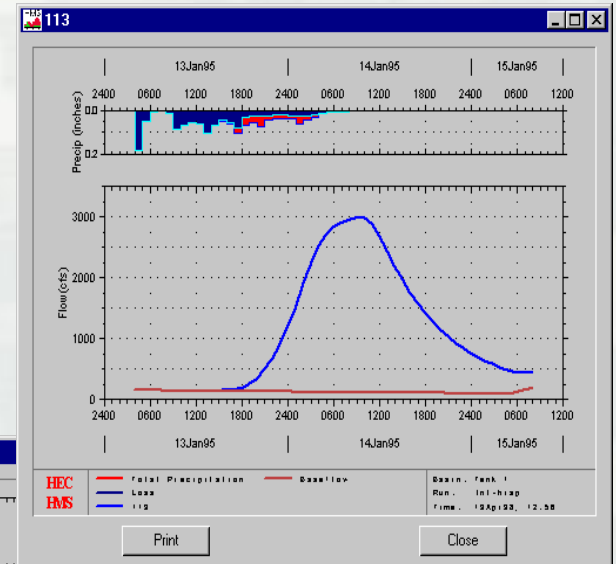 113
13Jan95 14Jan95 15Jan95
2400 0600 1200 1800 2400 0600 1200 1800 2400 0600 1200
Precip (inches)
0.0
0.2
Flow(cfs)
3000
2000
1000
0
2400 0600 1200 1800 2400 0600 1200 1800 2400 0600 1200
13Jan95 14Jan95 15Jan95
HEC
HMS
Total Precipitation Baseflow
Loss
113
Basin.
Run.
Time.
Print Close